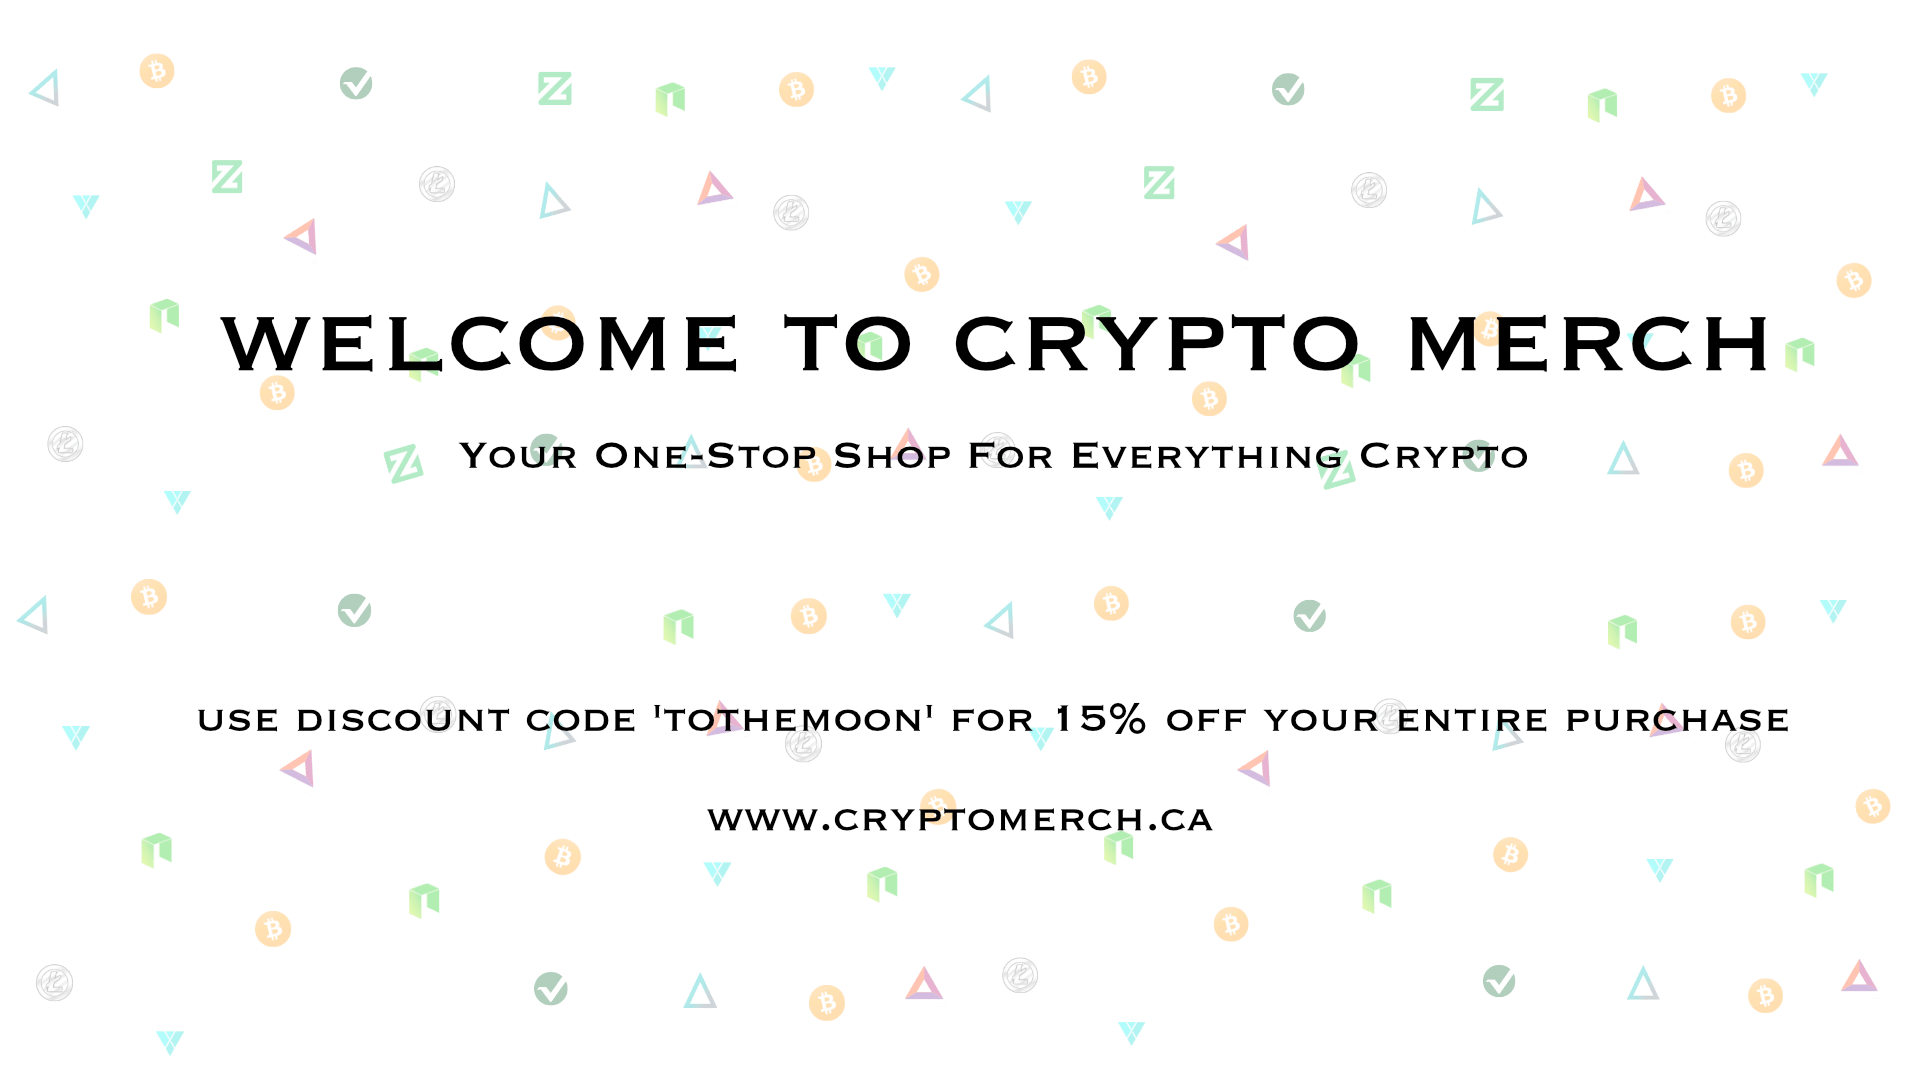 WELCOME TO CRYPTO MERCH
YOUR ONE-STOP SHOP FOR EVERYTHING CRYPTO
USE DISCOUNT CODE 'TOTHEMOON' FOR 15% OFF YOUR ENTIRE PURCHASE
WWW.CRYPTOMERCH.CA